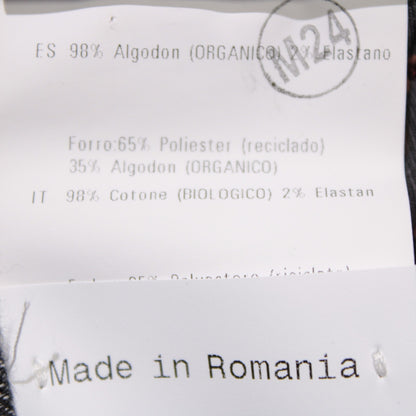 ES 98% Algodon (ORGANICO) 2% Elastano
M24
Forro:65% Poliester (reciclado)
35% Algodon (ORGANICO)
IT 98% Cotone (BIOLOGICO) 2% Elastan
Made in Romania